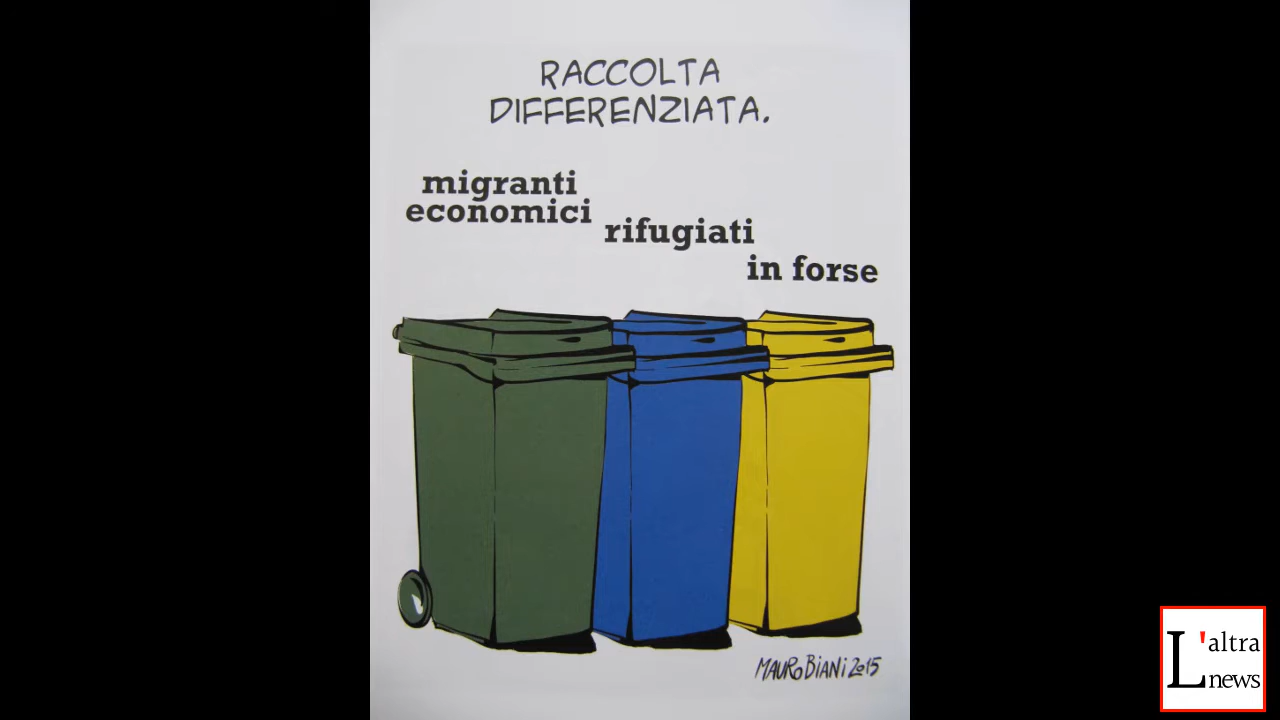 RACCOLTA
DIFFERENZIATA.
migranti
economici
rifugiati
in forse
MAURO BIANI 2015
L'altra
news